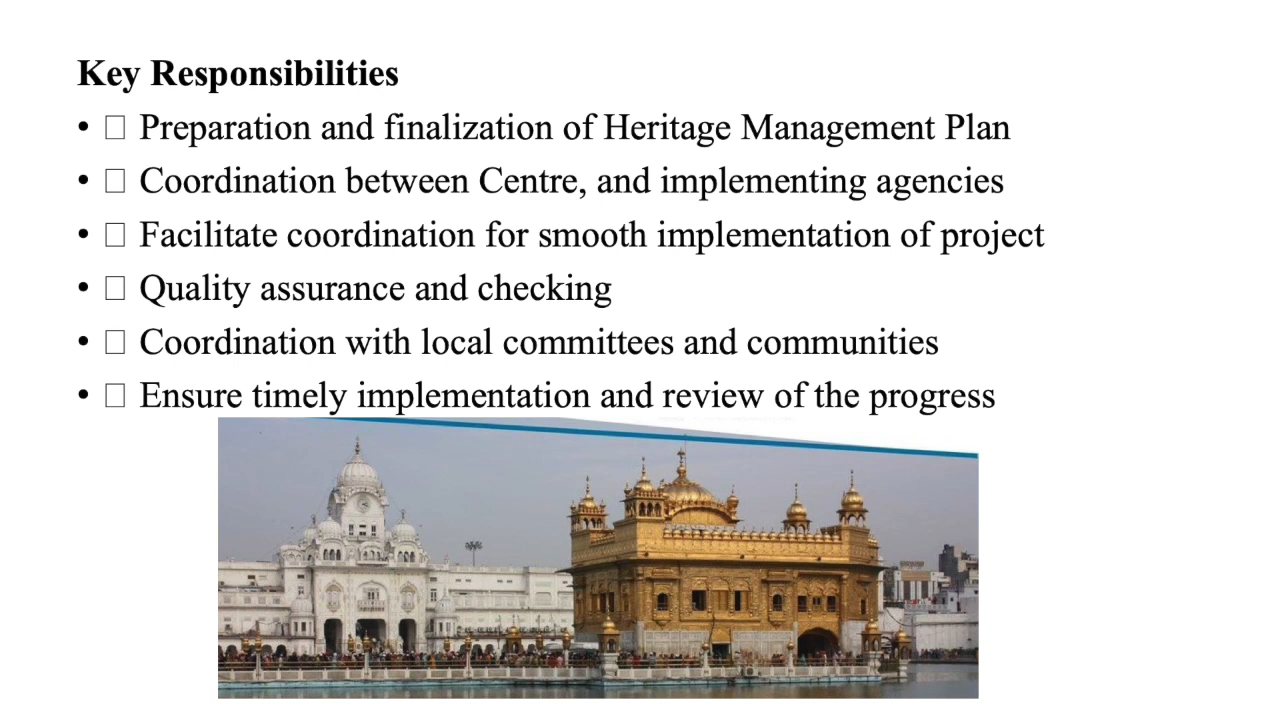 Key Responsibilities
• □ Preparation and finalization of Heritage Management Plan
• □ Coordination between Centre, and implementing agencies
• □ Facilitate coordination for smooth implementation of project
• □ Quality assurance and checking
• □ Coordination with local committees and communities
• □ Ensure timely implementation and review of the progress